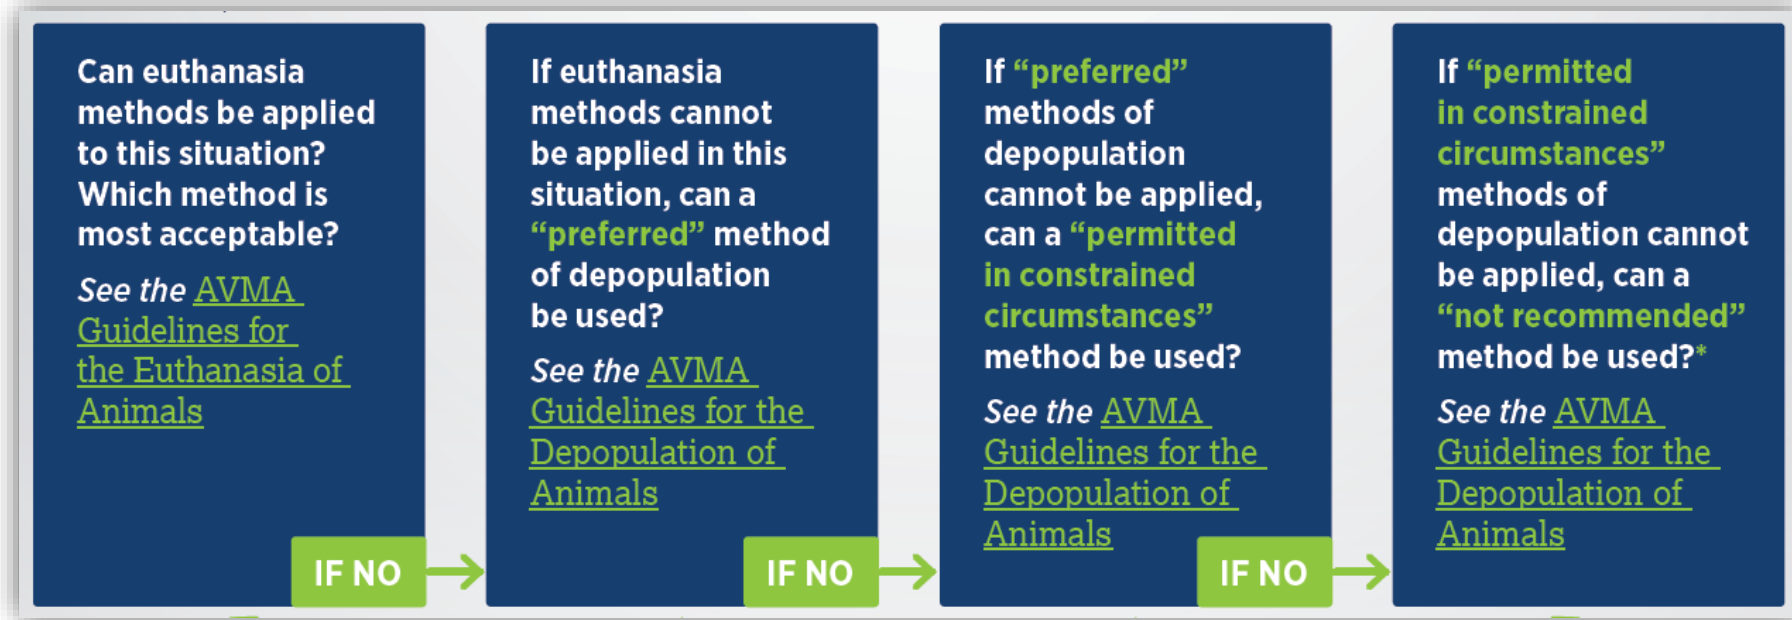 Can euthanasia
methods be applied
to this situation?
Which method is
most acceptable?
See the AVMA
Guidelines for
the Euthanasia of
Animals
IF NO
If euthanasia
methods cannot
be applied in this
situation, can a
“preferred” method
of depopulation
be used?
See the AVMA
Guidelines for the
Depopulation of
Animals
IF NO
If “preferred”
methods of
depopulation
cannot be applied,
can a “permitted
in constrained
circumstances”
method be used?
See the AVMA
Guidelines for the
Depopulation of
Animals
IF NO
If “permitted
in constrained
circumstances”
methods of
depopulation cannot
be applied, can a
“not recommended”
method be used?*
See the AVMA
Guidelines for the
Depopulation of
Animals